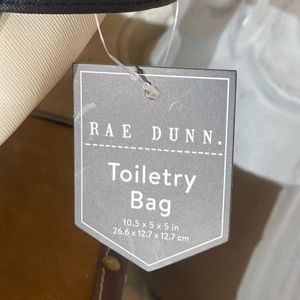 RAE DUNN.
Toiletry
Bag
10.5 x 5 x 5 in
26.6 x 12.7 x 12.7 cm